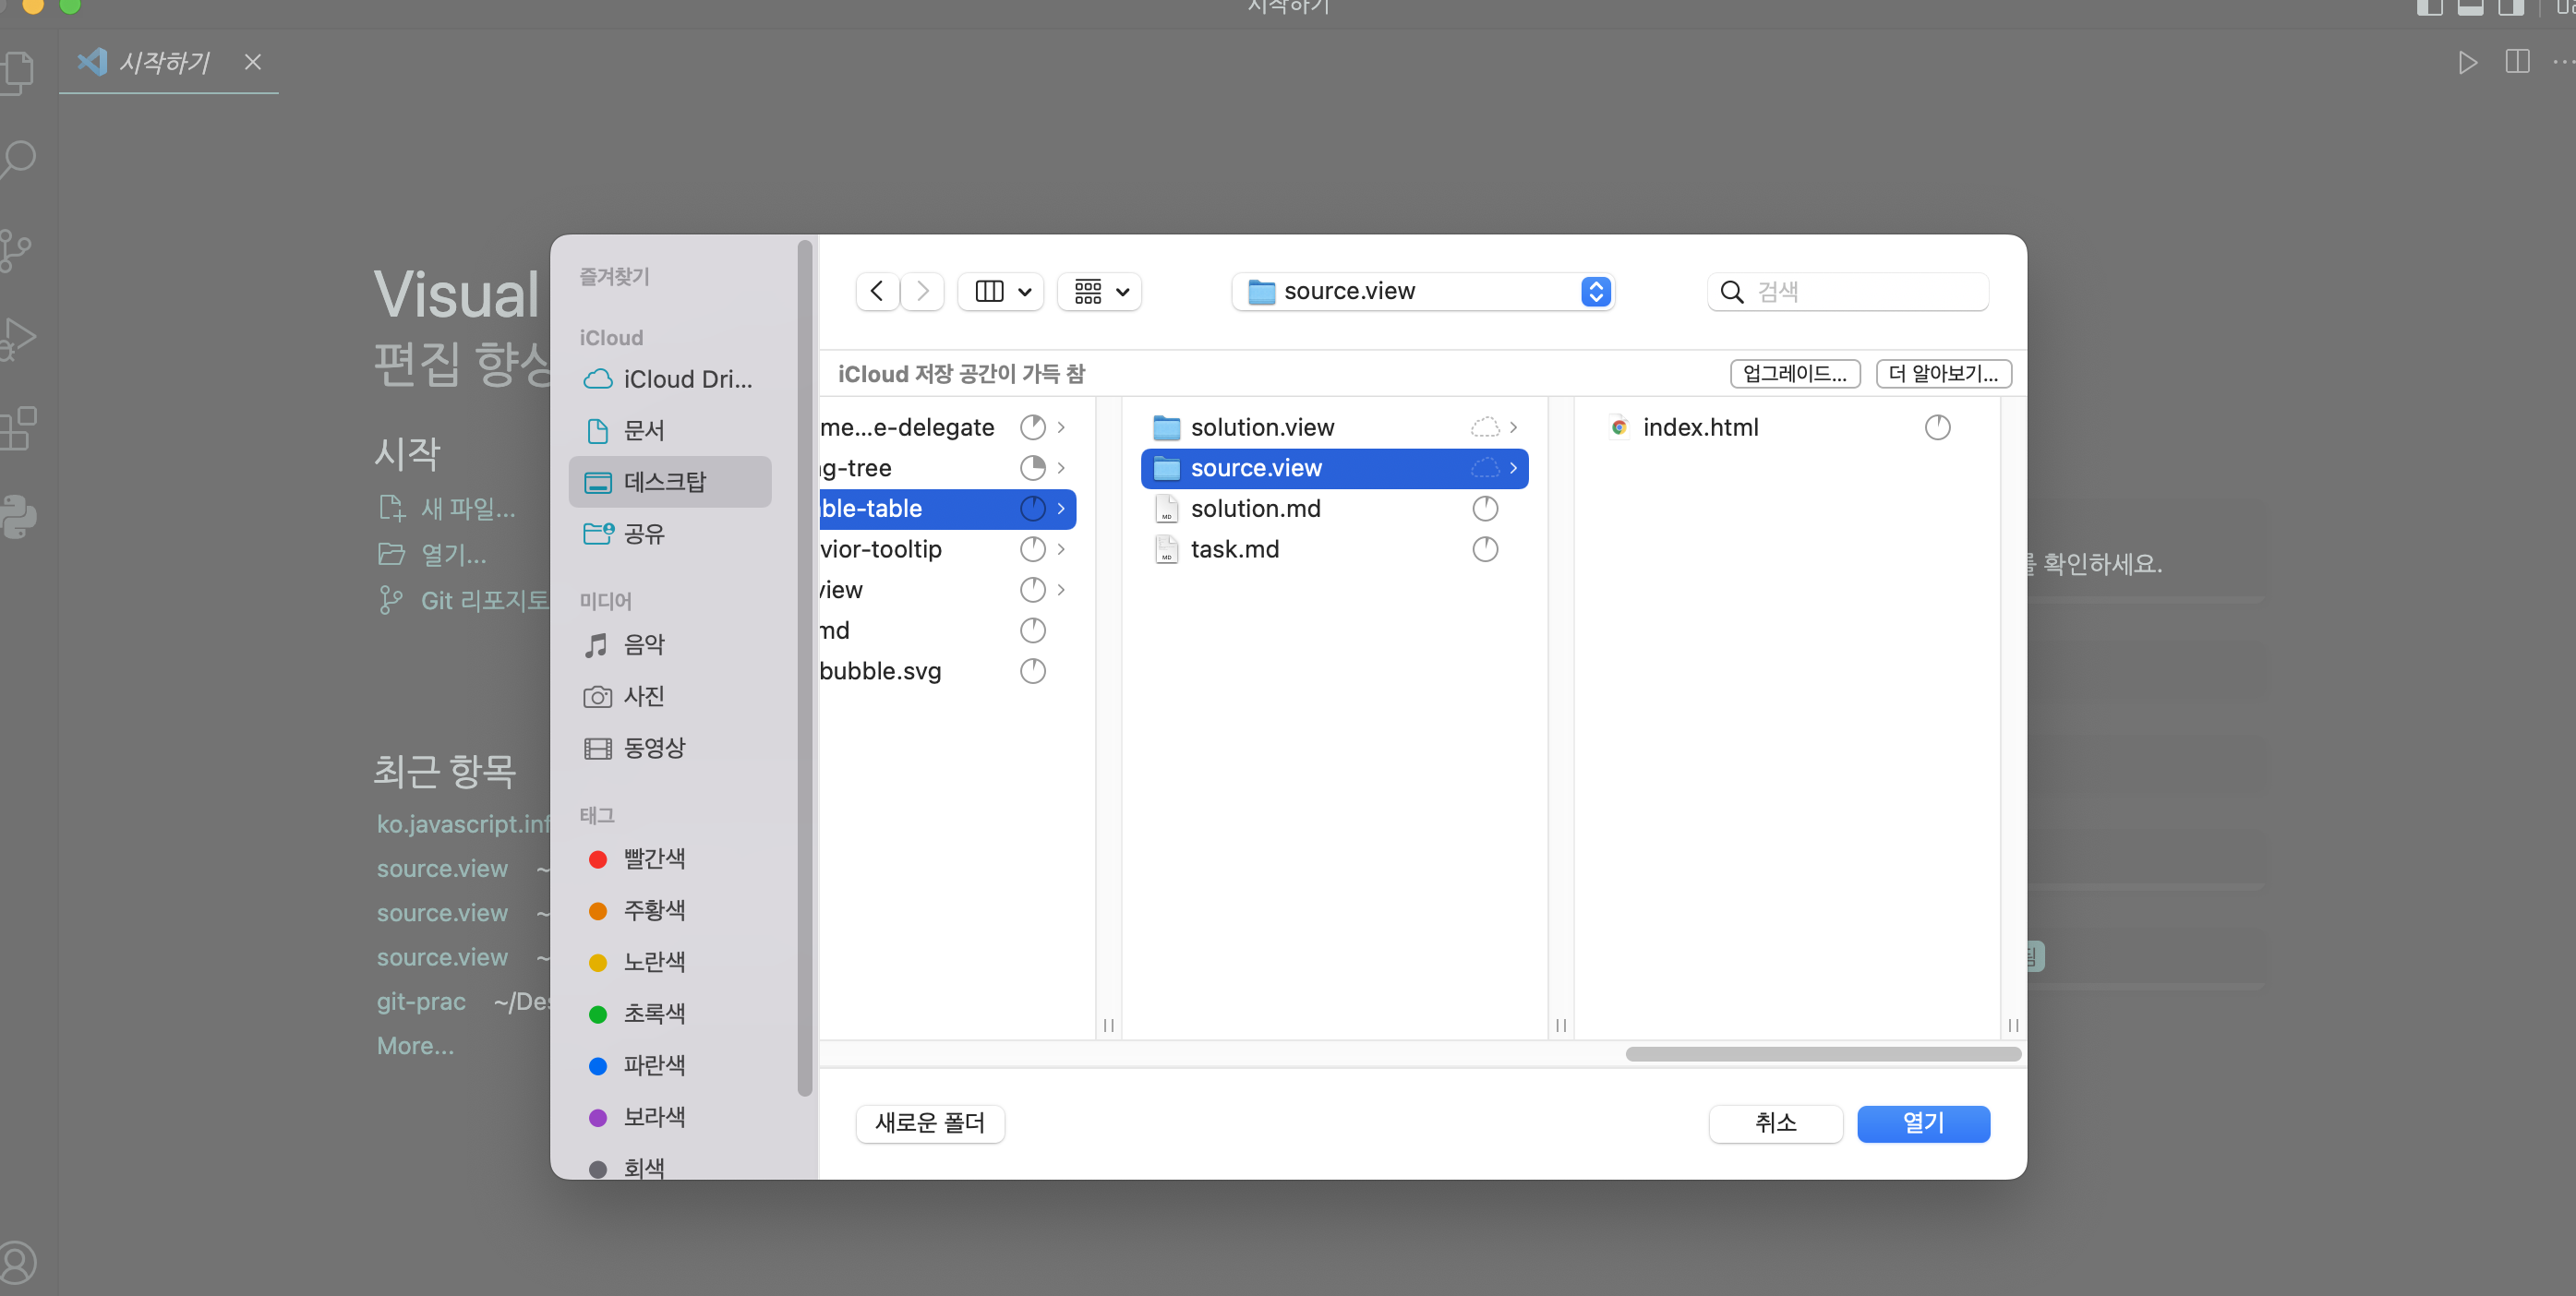 시작하기
시작하기
Visual
편집 향상
시작
새 파일...
열기...
Git 리포지토
최근 항목
ko.javascript.inf
source.view ~
source.view ~
source.view ~
git-prac ~/Des
More...
즐겨찾기
iCloud
iCloud Dri...
문서
데스크탑
공유
미디어
음악
사진
동영상
태그
빨간색
주황색
노란색
초록색
파란색
보라색
회색
source.view
검색
iCloud 저장 공간이 가득 참
업그레이드...
더 알아보기...
me...e-delegate
g-tree
ble-table
vior-tooltip
view
md
bubble.svg
solution.view
source.view
solution.md
task.md
index.html
새로운 폴더
취소
열기
를 확인하세요.